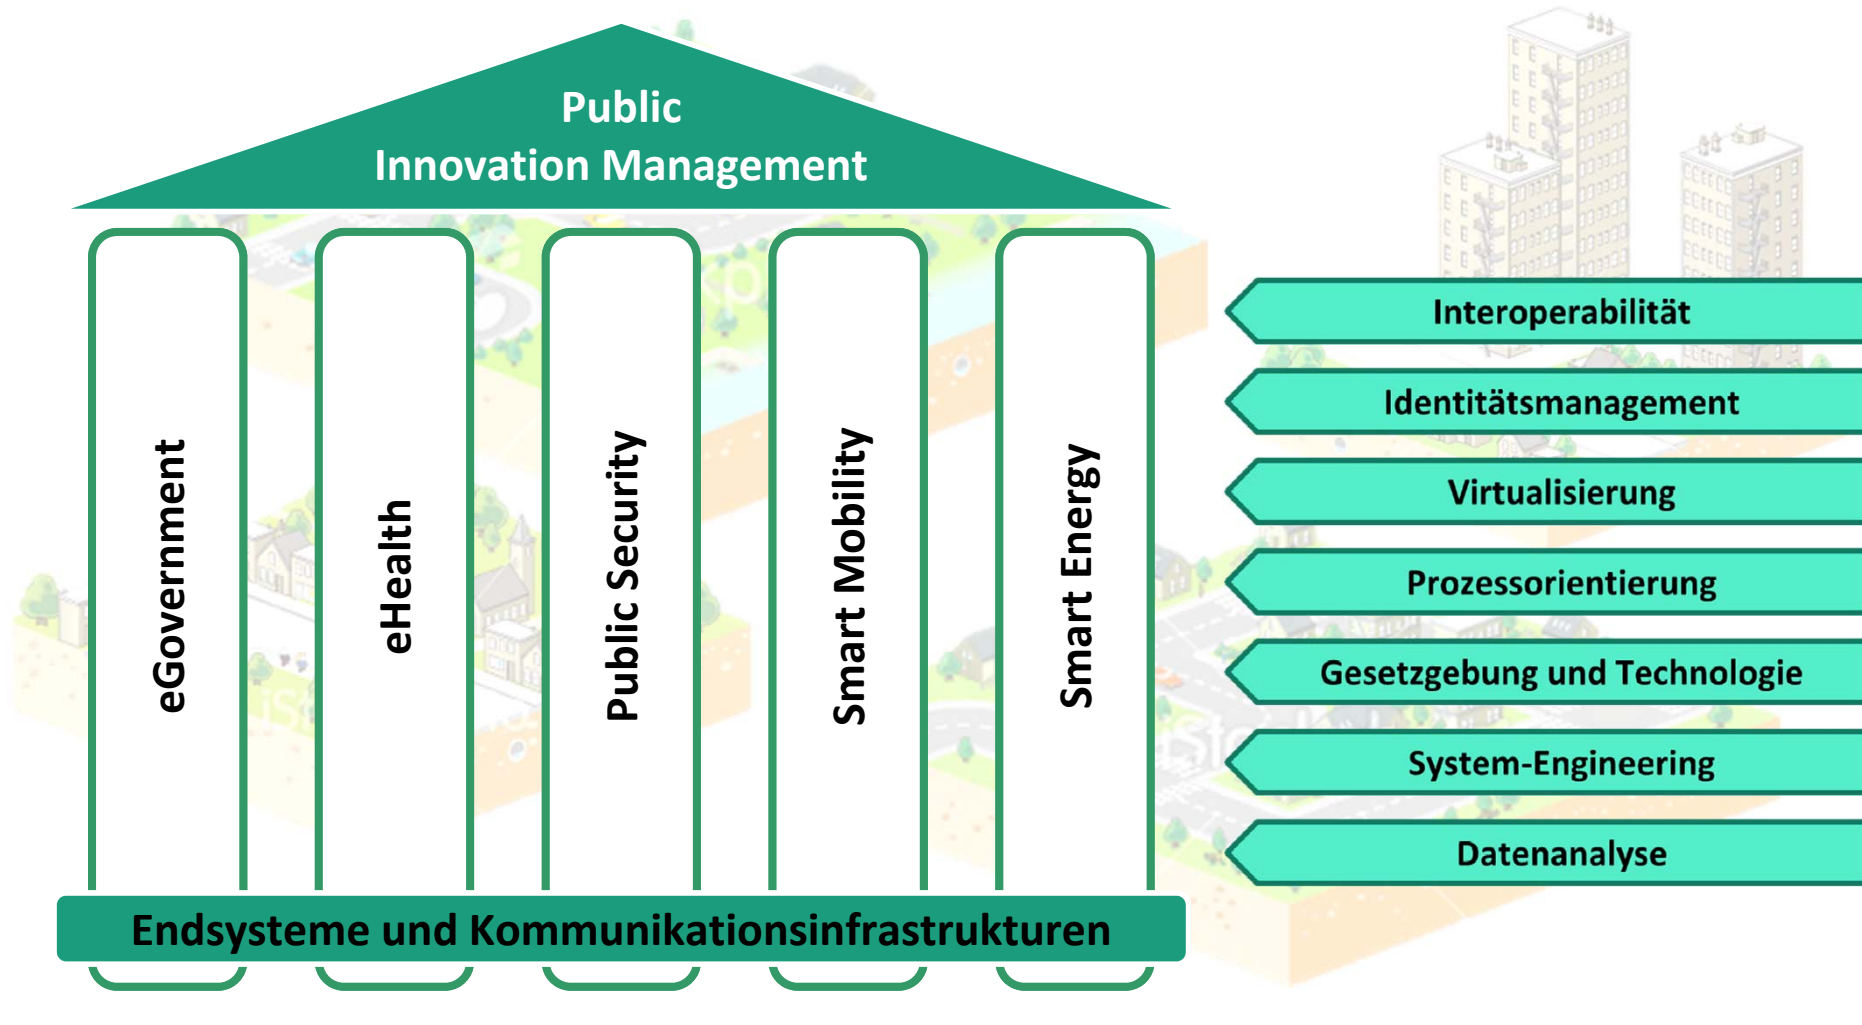 Public
Innovation Management
eGovernment
eHealth
Public Security
Smart Mobility
Smart Energy
Endsysteme und Kommunikationsinfrastrukturen
Interoperabilität
Identitätsmanagement
Virtualisierung
Prozessorientierung
Gesetzgebung und Technologie
System-Engineering
Datenanalyse